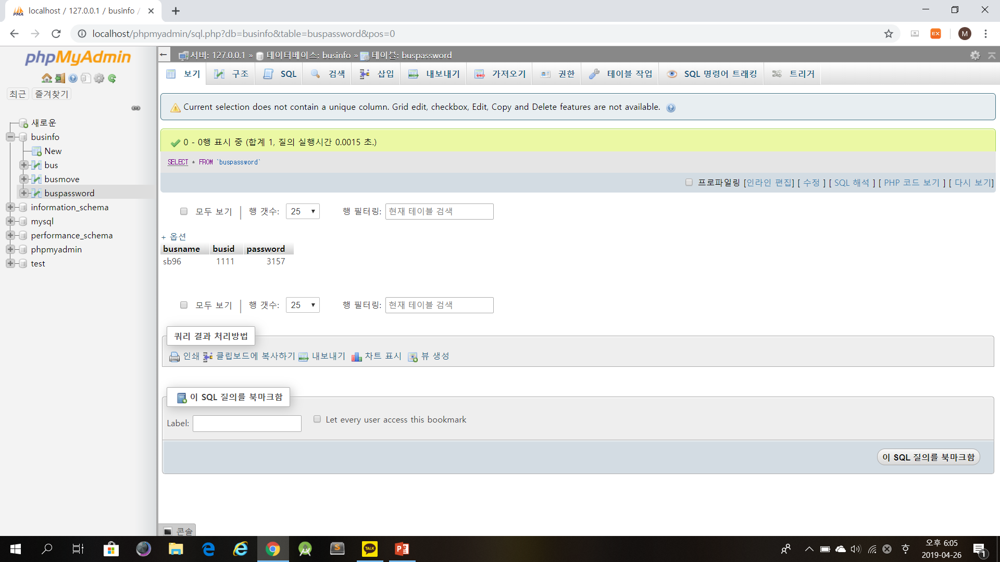 localhost / 127.0.0.1 / businfo /
localhost/phpmyadmin/sql.php?db=businfo&table=buspassword&pos=0
EX
M
phpMyAdmin
최근 즐겨찾기
새로운
businfo
New
bus
busmove
buspassword
information_schema
mysql
performance_schema
phpmyadmin
test
서버: 127.0.0.1 » 데이터베이스: businfo » 테이블: buspassword
보기 구조 SQL 검색 삽입 내보내기 가져오기 권한 테이블 작업 SQL 명령어 트래킹 트리거
Current selection does not contain a unique column. Grid edit, checkbox, Edit, Copy and Delete features are not available.
0 - 0행 표시 중 (합계 1, 질의 실행시간 0.0015 초.)
SELECT * FROM `buspassword`
프로파일링 [인라인 편집] [ 수정 ] [ SQL 해석 ] [ PHP 코드 보기 ] [ 다시 보기]
모두 보기 | 행 갯수: 25 행 필터링: 현재 테이블 검색
+ 옵션
busname busid password
sb96 1111 3157
모두 보기 | 행 갯수: 25 행 필터링: 현재 테이블 검색
쿼리 결과 처리방법
인쇄 클립보드에 복사하기 내보내기 차트 표시 뷰 생성
이 SQL 질의를 북마크함
Label: Let every user access this bookmark
이 SQL 질의를 북마크함
콘솔
TALK
오후 6:05
2019-04-26
1